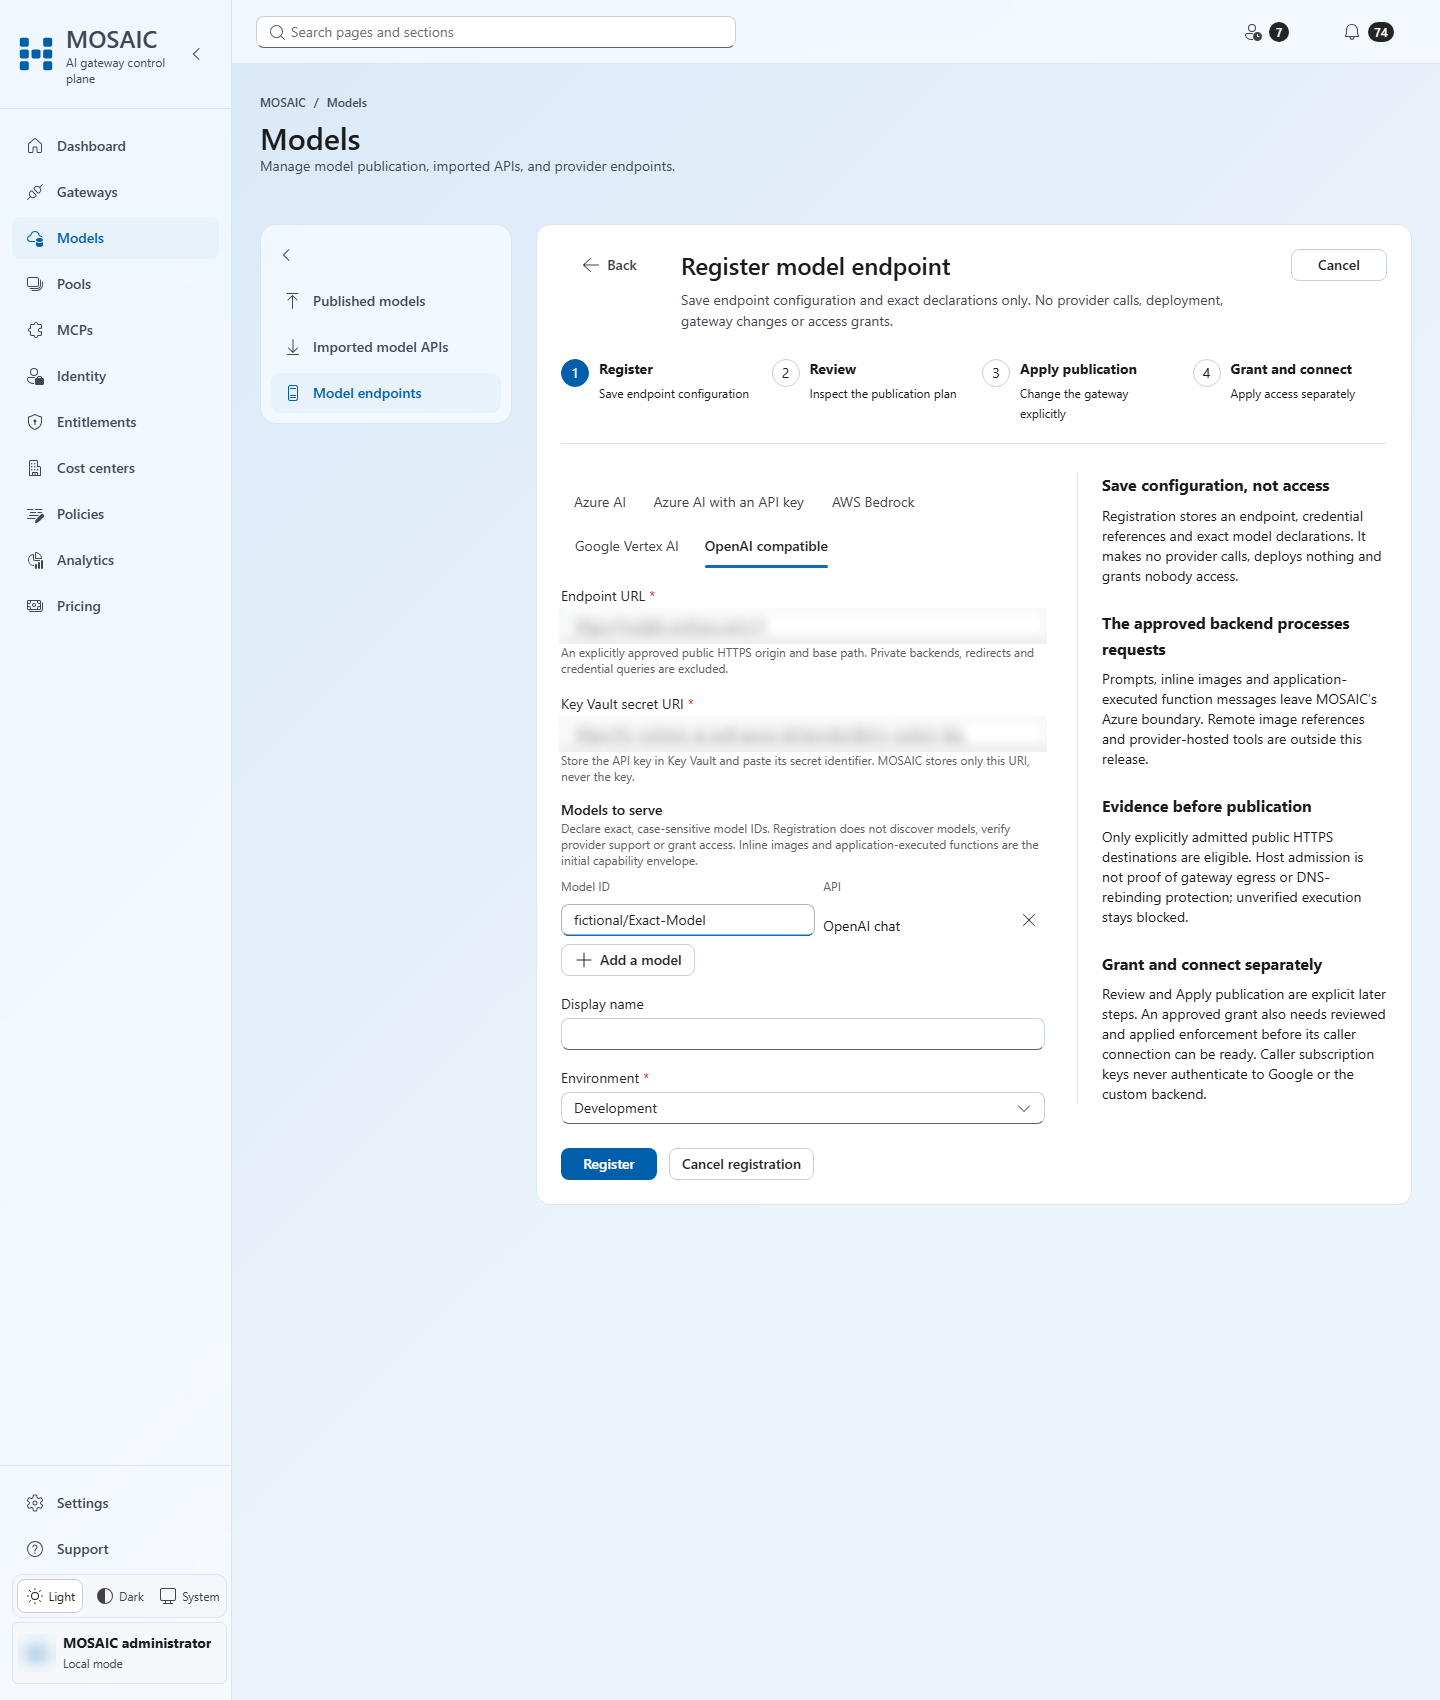 MOSAIC
AI gateway control
plane
Search pages and sections
7
74
Dashboard
Gateways
Models
Pools
MCPs
Identity
Entitlements
Cost centers
Policies
Analytics
Pricing
Settings
Support
Light
Dark
System
MOSAIC administrator
Local mode
MOSAIC / Models
Models
Manage model publication, imported APIs, and provider endpoints.
Published models
Imported model APIs
Model endpoints
Back
Register model endpoint
Cancel
Save endpoint configuration and exact declarations only. No provider calls, deployment,
gateway changes or access grants.
1
Register
Save endpoint configuration
2
Review
Inspect the publication plan
3
Apply publication
Change the gateway
explicitly
4
Grant and connect
Apply access separately
Azure AI
Azure AI with an API key
AWS Bedrock
Google Vertex AI
OpenAI compatible
Endpoint URL *
An explicitly approved public HTTPS origin and base path. Private backends, redirects and
credential queries are excluded.
Key Vault secret URI *
Store the API key in Key Vault and paste its secret identifier. MOSAIC stores only this URI,
never the key.
Models to serve
Declare exact, case-sensitive model IDs. Registration does not discover models, verify
provider support or grant access. Inline images and application-executed functions are the
initial capability envelope.
Model ID
API
fictional/Exact-Model
OpenAI chat
Add a model
Display name
Environment *
Development
Register
Cancel registration
Save configuration, not access
Registration stores an endpoint, credential
references and exact model declarations. It
makes no provider calls, deploys nothing and
grants nobody access.
The approved backend processes
requests
Prompts, inline images and application-
executed function messages leave MOSAIC's
Azure boundary. Remote image references
and provider-hosted tools are outside this
release.
Evidence before publication
Only explicitly admitted public HTTPS
destinations are eligible. Host admission is
not proof of gateway egress or DNS-
rebinding protection; unverified execution
stays blocked.
Grant and connect separately
Review and Apply publication are explicit later
steps. An approved grant also needs reviewed
and applied enforcement before its caller
connection can be ready. Caller subscription
keys never authenticate to Google or the
custom backend.